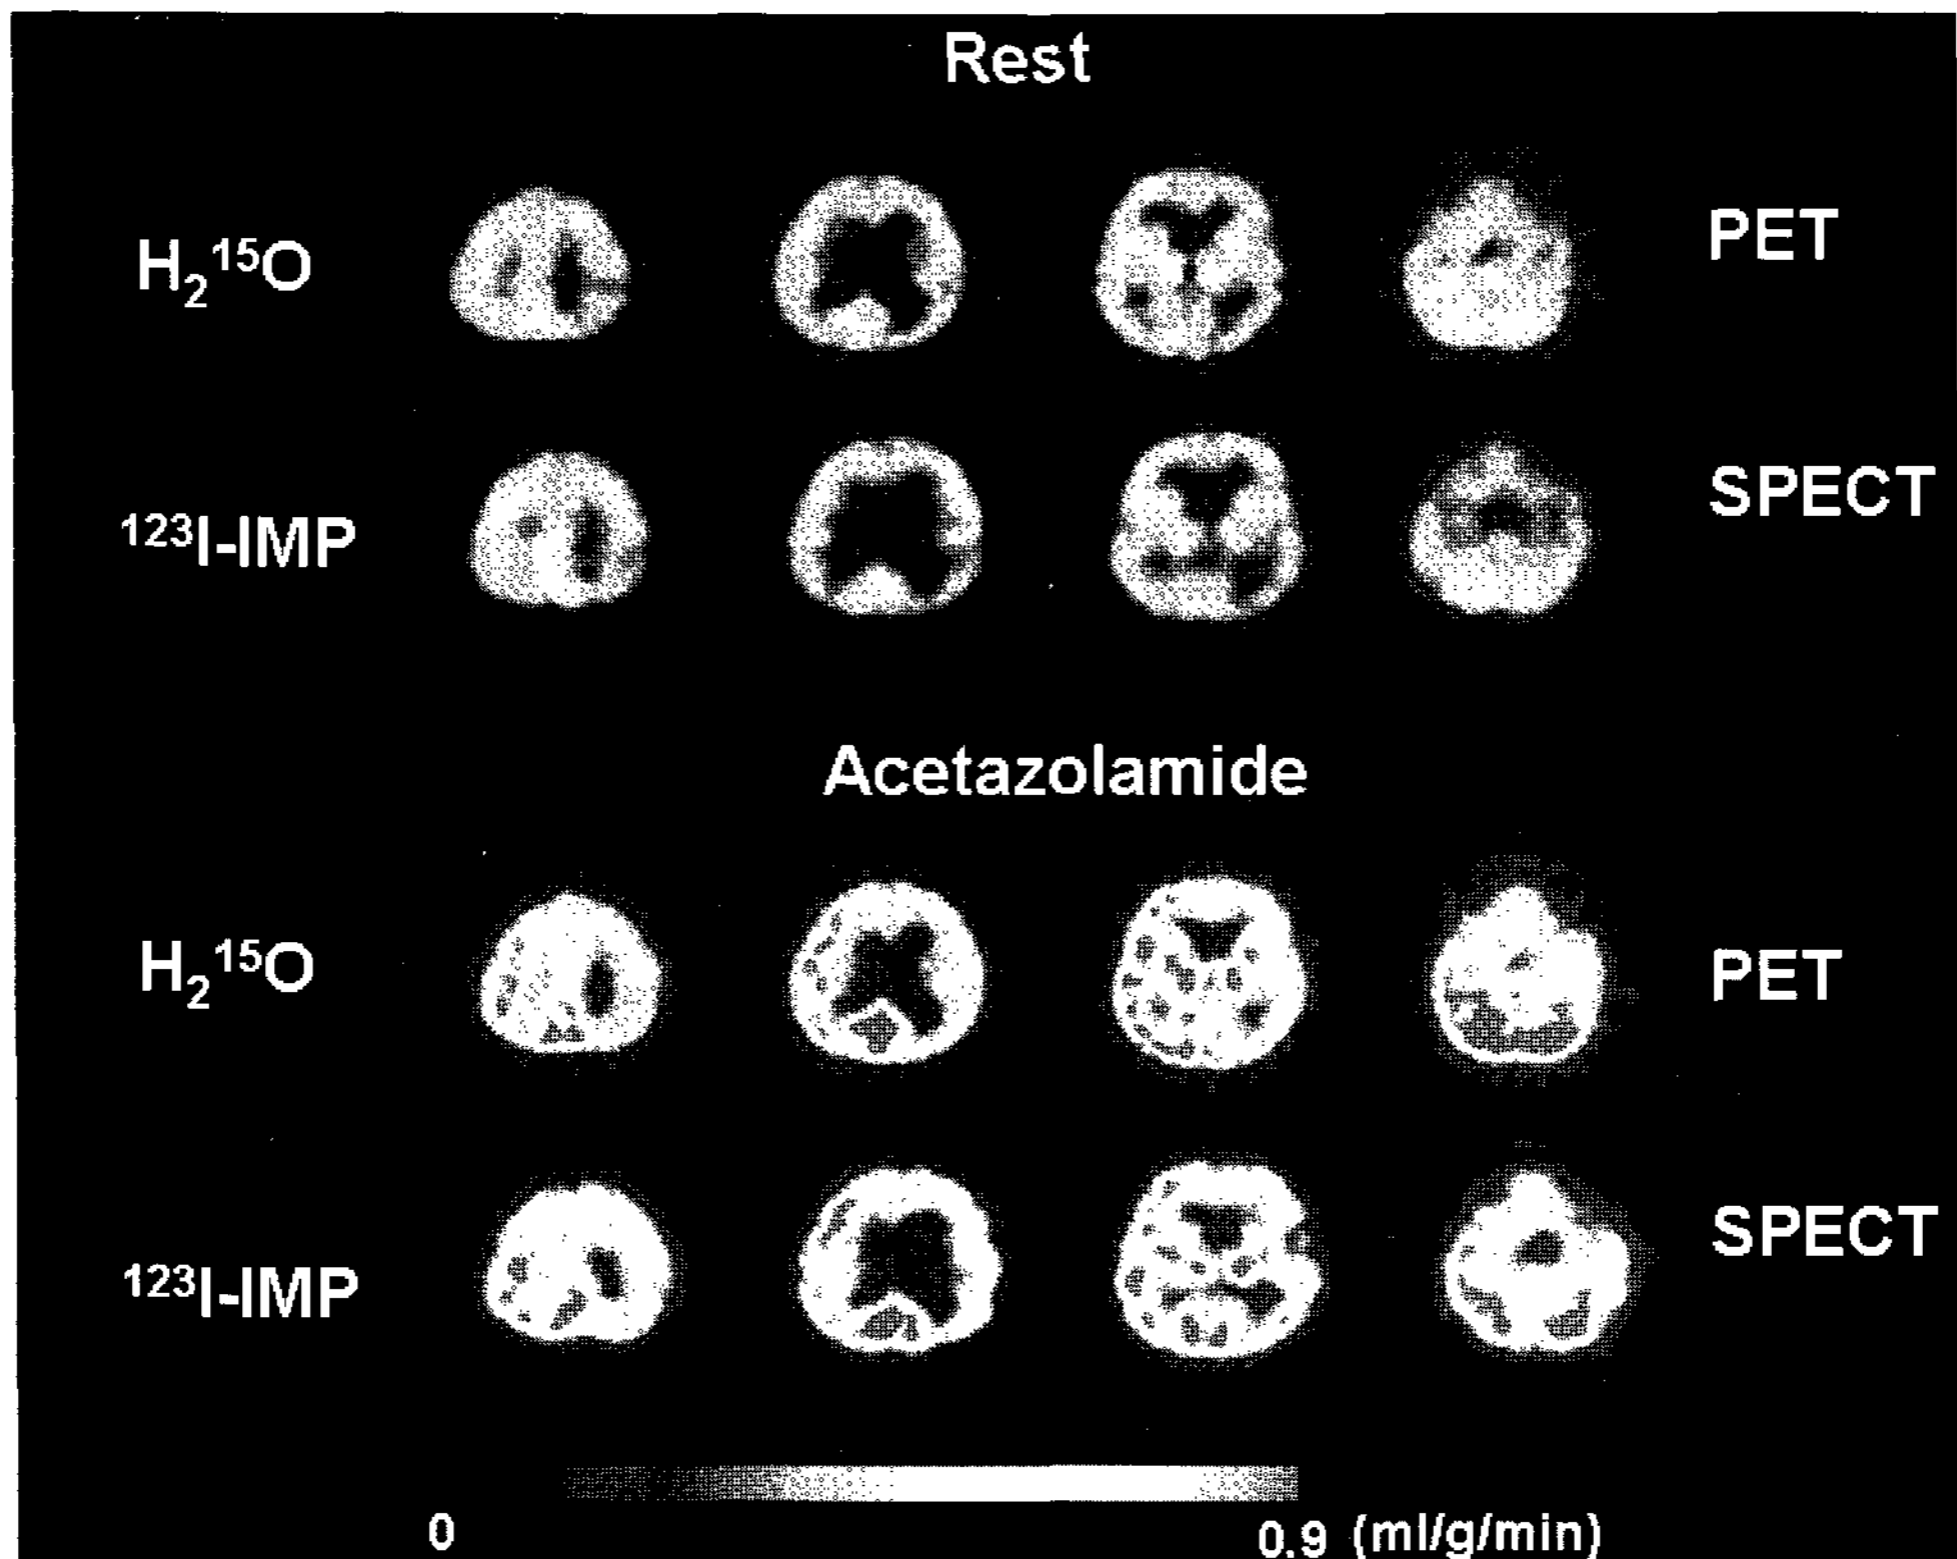 Rest
H₂¹⁵O PET
¹²³I-IMP SPECT
Acetazolamide
H₂¹⁵O PET
¹²³I-IMP SPECT
0 0.9 (ml/g/min)